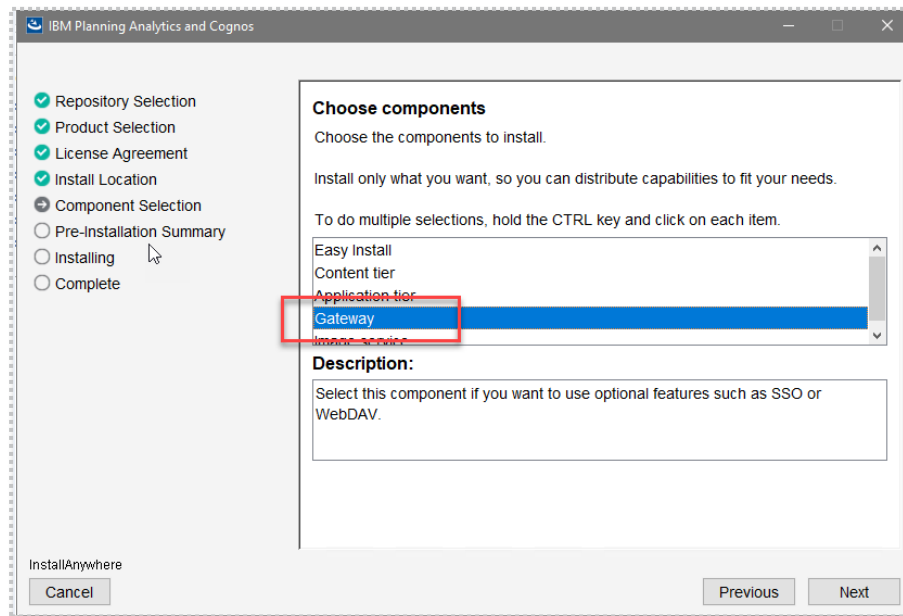 IBM Planning Analytics and Cognos
Repository Selection
Product Selection
License Agreement
Install Location
Component Selection
Pre-Installation Summary
Installing
Complete
Choose components
Choose the components to install.
Install only what you want, so you can distribute capabilities to fit your needs.
To do multiple selections, hold the CTRL key and click on each item.
Easy Install
Content tier
Application tier
Gateway
Image service
Description:
Select this component if you want to use optional features such as SSO or
WebDAV.
InstallAnywhere
Cancel
Previous
Next